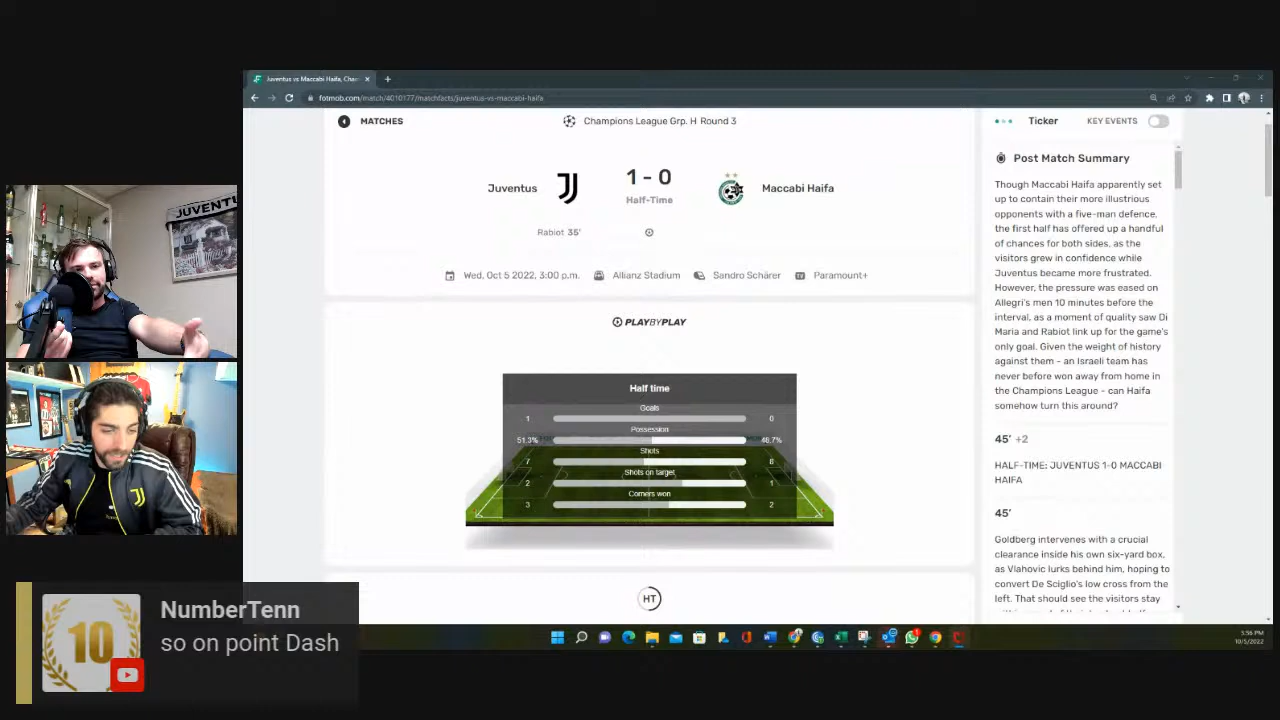 Juventus vs Maccabi Haifa, Cham
fotmob.com/match/4010177/matchfacts/juventus-vs-maccabi-haifa
MATCHES
Champions League Grp. H Round 3
Juventus
1 - 0
Half-Time
Maccabi Haifa
Rabiot 35'
Wed, Oct 5 2022, 3:00 p.m.
Allianz Stadium
Sandro Schärer
Paramount+
PLAYBYPLAY
Half time
Goals
1
0
Possession
51.3%
48.7%
Shots
7
8
Shots on target
2
1
Corners won
3
2
HT
Ticker
KEY EVENTS
Post Match Summary
Though Maccabi Haifa apparently set
up to contain their more illustrious
opponents with a five-man defence,
the first half has offered up a handful
of chances for both sides, as the
visitors grew in confidence while
Juventus became more frustrated.
However, the pressure was eased on
Allegri's men 10 minutes before the
interval, as a moment of quality saw Di
Maria and Rabiot link up for the game's
only goal. Given the weight of history
against them - an Israeli team has
never before won away from home in
the Champions League - can Haifa
somehow turn this around?
45' +2
HALF-TIME: JUVENTUS 1-0 MACCABI
HAIFA
45'
Goldberg intervenes with a crucial
clearance inside his own six-yard box,
as Vlahovic lurks behind him, hoping to
convert De Sciglio's low cross from the
left. That should see the visitors stay
3:56 PM
10/5/2022
JUVENTUS
10
NumberTenn
so on point Dash